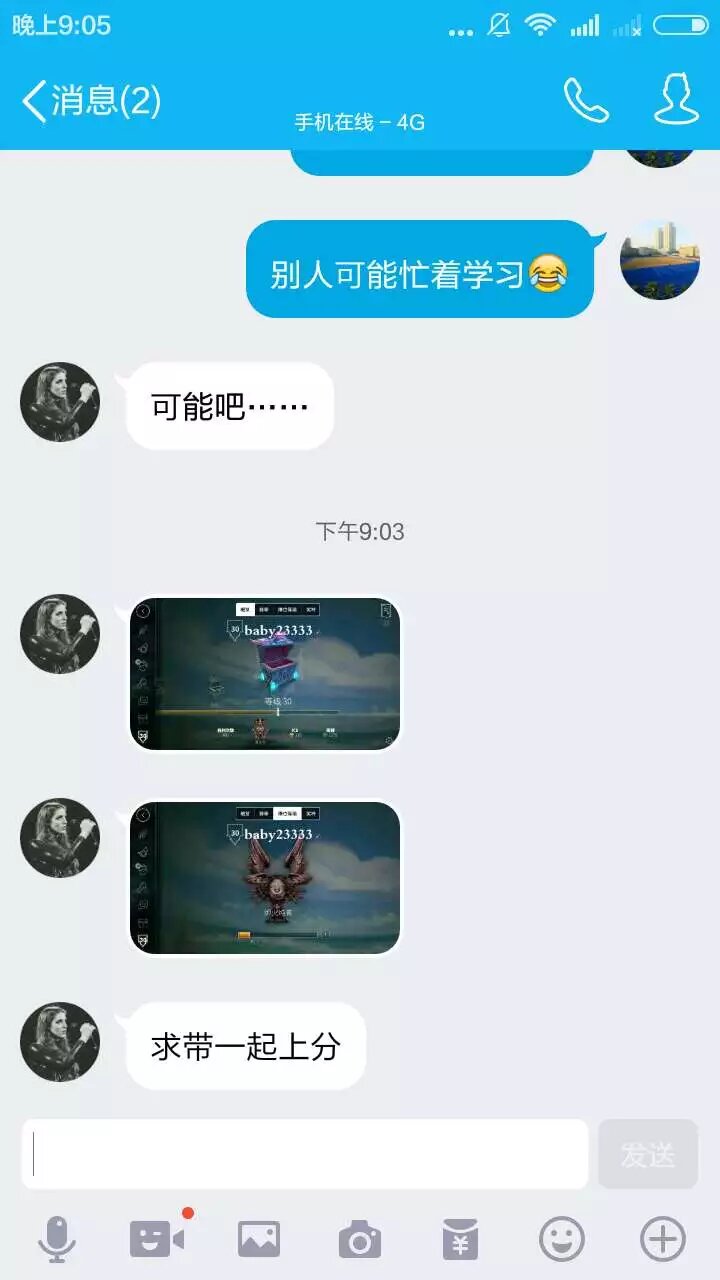 晚上9:05
消息(2)
手机在线 – 4G
别人可能忙着学习😂
可能吧……
下午9:03
30
baby23333
等级30
30
baby23333
求带一起上分
发送